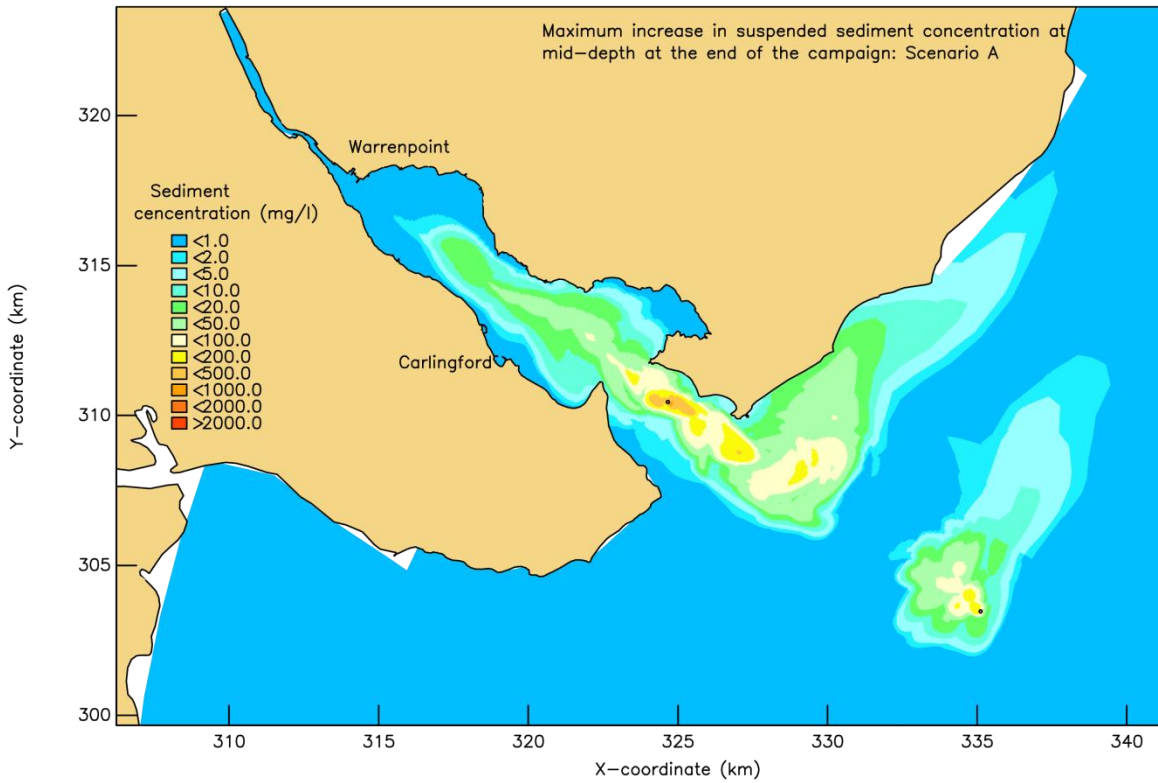 Maximum increase in suspended sediment concentration at
mid-depth at the end of the campaign: Scenario A
320
Warrenpoint
Sediment
cencentration (mg/l)
<1.0
<2.0
<5.0
<10.0
<20.0
<50.0
<100.0
<200.0
<500.0
<1000.0
<2000.0
>2000.0
315
Carlingford
310
305
300
Y-coordinate (km)
310 315 320 325 330 335 340
X-coordinate (km)